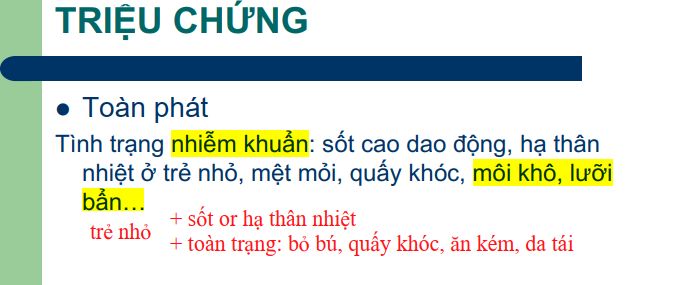 TRIỆU CHỨNG
Toàn phát
Tình trạng nhiễm khuẩn: sốt cao dao động, hạ thân
nhiệt ở trẻ nhỏ, mệt mỏi, quấy khóc, môi khô, lưỡi
bẩn…
trẻ nhỏ
+ sốt or hạ thân nhiệt
+ toàn trạng: bỏ bú, quấy khóc, ăn kém, da tái